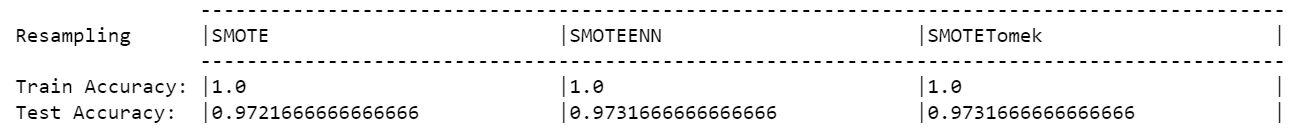 -----------------------------------------------------------------------------------------
Resampling |SMOTE |SMOTEENN |SMOTETomek |
-----------------------------------------------------------------------------------------
Train Accuracy: |1.0 |1.0 |1.0 |
Test Accuracy: |0.9721666666666666 |0.9731666666666666 |0.9731666666666666 |